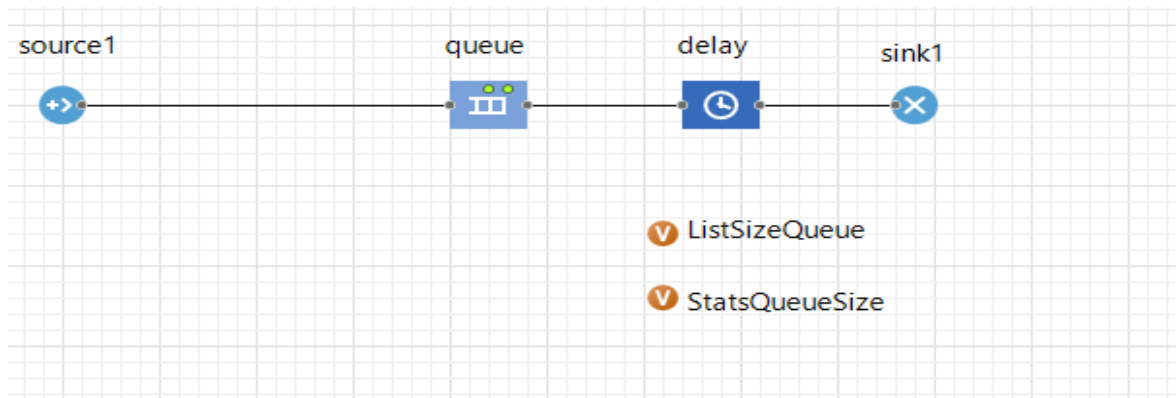 source1
queue
delay
sink1
V ListSizeQueue
V StatsQueueSize